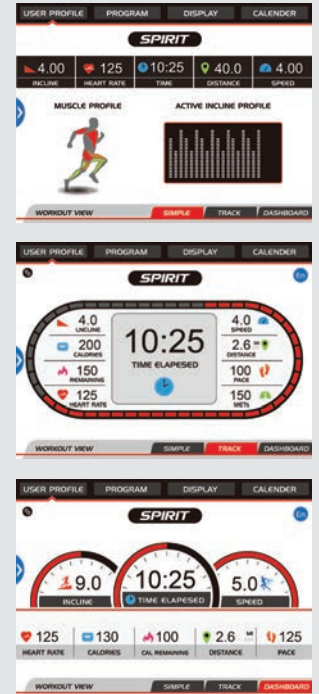 USER PROFILE PROGRAM DISPLAY CALENDER
SPIRIT
4.00 125 10:25 40.0 4.00
INCLINE HEART RATE TIME DISTANCE SPEED
MUSCLE PROFILE ACTIVE INCLINE PROFILE
WORKOUT VIEW SIMPLE TRACK DASHBOARD
USER PROFILE PROGRAM DISPLAY CALENDER
SPIRIT En
4.0 10:25 4.0
UNCLINE TIME ELAPESED SPEED
200 2.6 MI
CALORIES DISTANCE
150 100
REMAINING PACE
125 150
HEART RATE METs
WORKOUT VIEW SIMPLE TRACK DASHBOARD
USER PROFILE PROGRAM DISPLAY CALENDER
SPIRIT En
9.0 10:25 5.0
INCLINE TIME ELAPESED SPEED
125 130 100 2.6 MI 125
HEART RATE CALORIES CAL REMAINING DISTANCE PACE
WORKOUT VIEW SIMPLE TRACK DASHBOARD